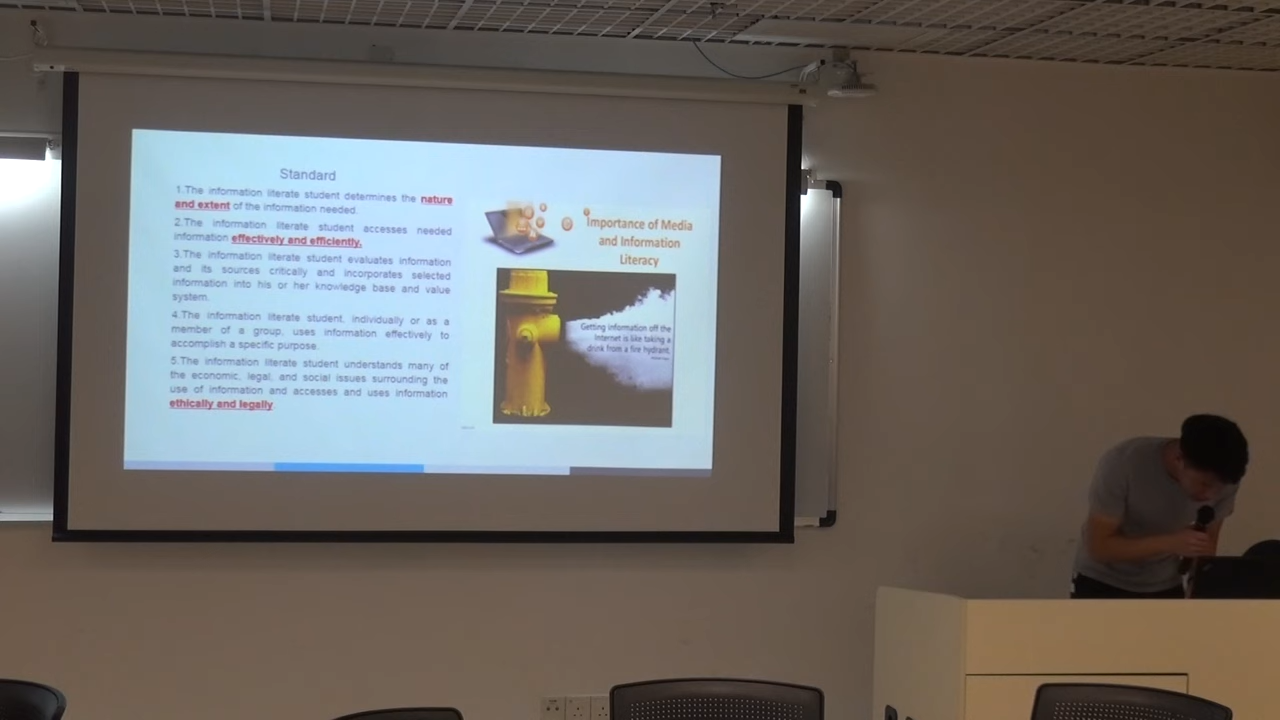 Standard
1.The information literate student determines the nature
and extent of the information needed.
2.The information literate student accesses needed
information effectively and efficiently.
3.The information literate student evaluates information
and its sources critically and incorporates selected
information into his or her knowledge base and value
system.
4.The information literate student, individually or as a
member of a group, uses information effectively to
accomplish a specific purpose.
5.The information literate student understands many of
the economic, legal, and social issues surrounding the
use of information and accesses and uses information
ethically and legally
Importance of Media
and Information
Literacy
Getting information off the
Internet is like taking a
drink from a fire hydrant.